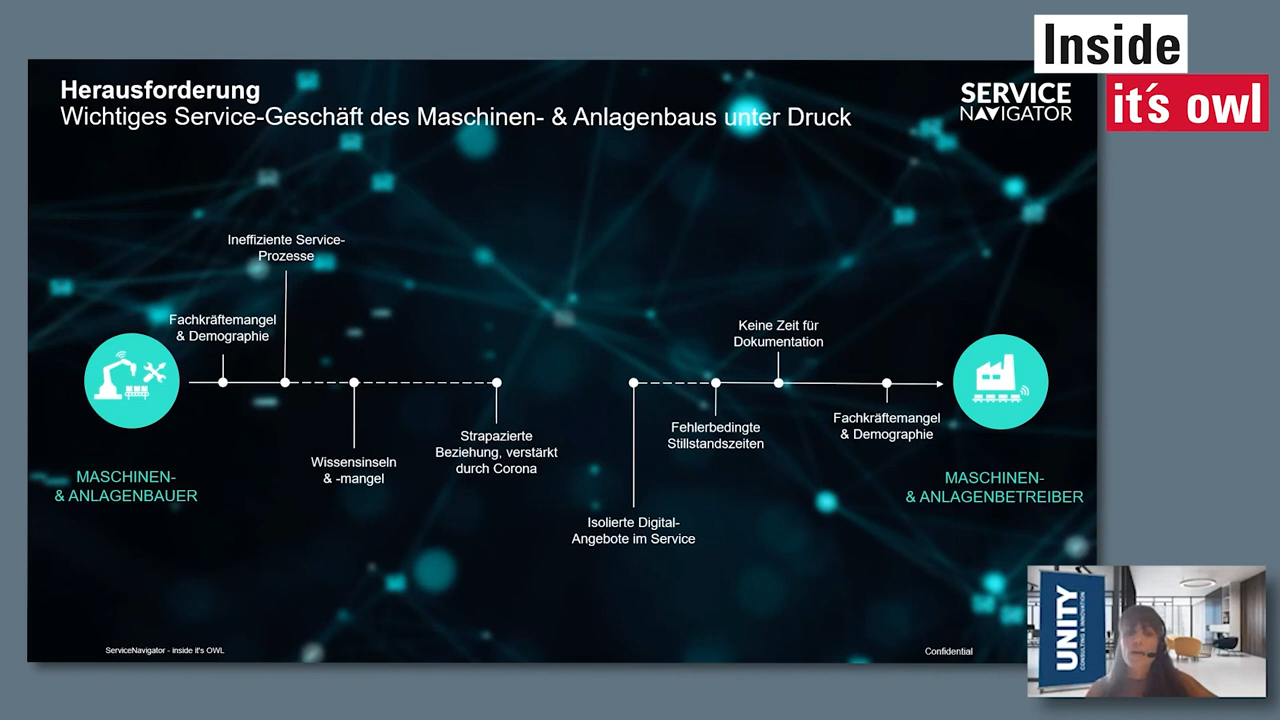 Inside
it's owl
Herausforderung
Wichtiges Service-Geschäft des Maschinen- & Anlagenbaus unter Druck
SERVICE
NAVIGATOR
Ineffiziente Service-
Prozesse
Fachkräftemangel
& Demographie
Wissensinseln
& -mangel
Strapazierte
Beziehung, verstärkt
durch Corona
MASCHINEN-
& ANLAGENBAUER
Isolierte Digital-
Angebote im Service
Fehlerbedingte
Stillstandszeiten
Keine Zeit für
Dokumentation
Fachkräftemangel
& Demographie
MASCHINEN-
& ANLAGENBETREIBER
ServiceNavigator - inside it's OWL
Confidential
UNITY
CONSULTING & INNOVATION